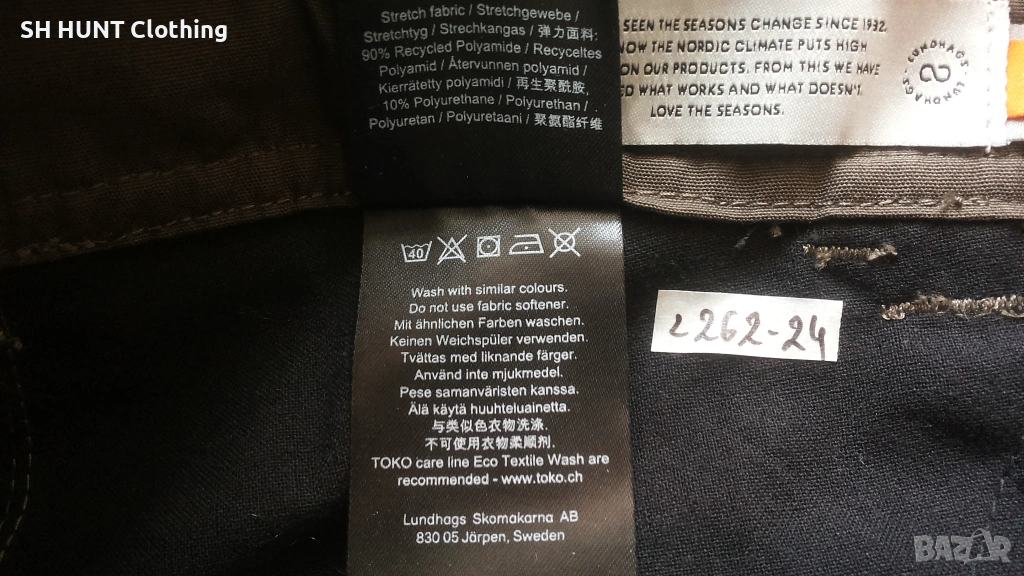 SH HUNT Clothing
Stretch fabric / Stretchgewebe /
Stretchtyg / Strechkangas / 弹力面料:
90% Recycled Polyamide / Recyceltes
Polyamid / Återvunnen polyamid /
Kierrätetty polyamidi / 再生聚酰胺,
10% Polyurethane / Polyurethan /
Polyuretan / Polyuretaani / 聚氨酯纤维
SEEN THE SEASONS CHANGE SINCE 1932.
NOW THE NORDIC CLIMATE PUTS HIGH
ON OUR PRODUCTS. FROM THIS WE HAVE
ED WHAT WORKS AND WHAT DOESN'T.
LOVE THE SEASONS.
LUNDHAGS LUNDHAGS
40
Wash with similar colours.
Do not use fabric softener.
Mit ähnlichen Farben waschen.
Keinen Weichspüler verwenden.
Tvättas med liknande färger.
Använd inte mjukmedel.
Pese samanväristen kanssa.
Älä käytä huuhteluainetta.
与类似色衣物洗涤.
不可使用衣物柔顺剂.
TOKO care line Eco Textile Wash are
recommended - www.toko.ch
Lundhags Skomakarna AB
830 05 Järpen, Sweden
2262-24
BAZAR